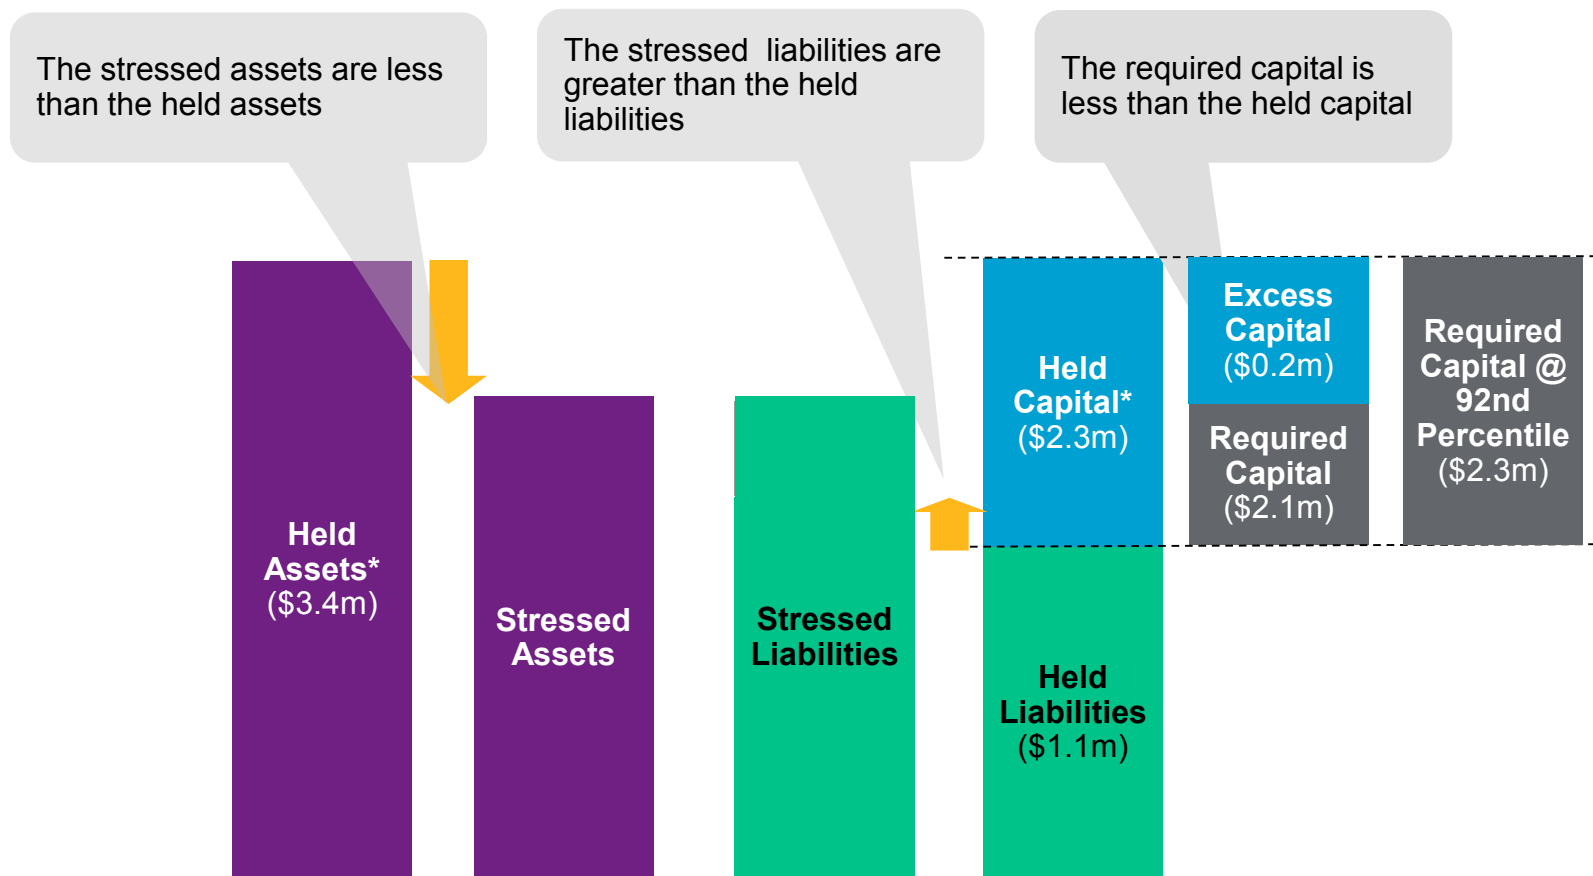 The stressed assets are less
than the held assets
The stressed  liabilities are
greater than the held
liabilities
The required capital is
less than the held capital
Held
Assets*
($3.4m)
Stressed
Assets
Stressed
Liabilities
Held
Capital*
($2.3m)
Held
Liabilities
($1.1m)
Excess
Capital
($0.2m)
Required
Capital
($2.1m)
Required
Capital @
92nd
Percentile
($2.3m)